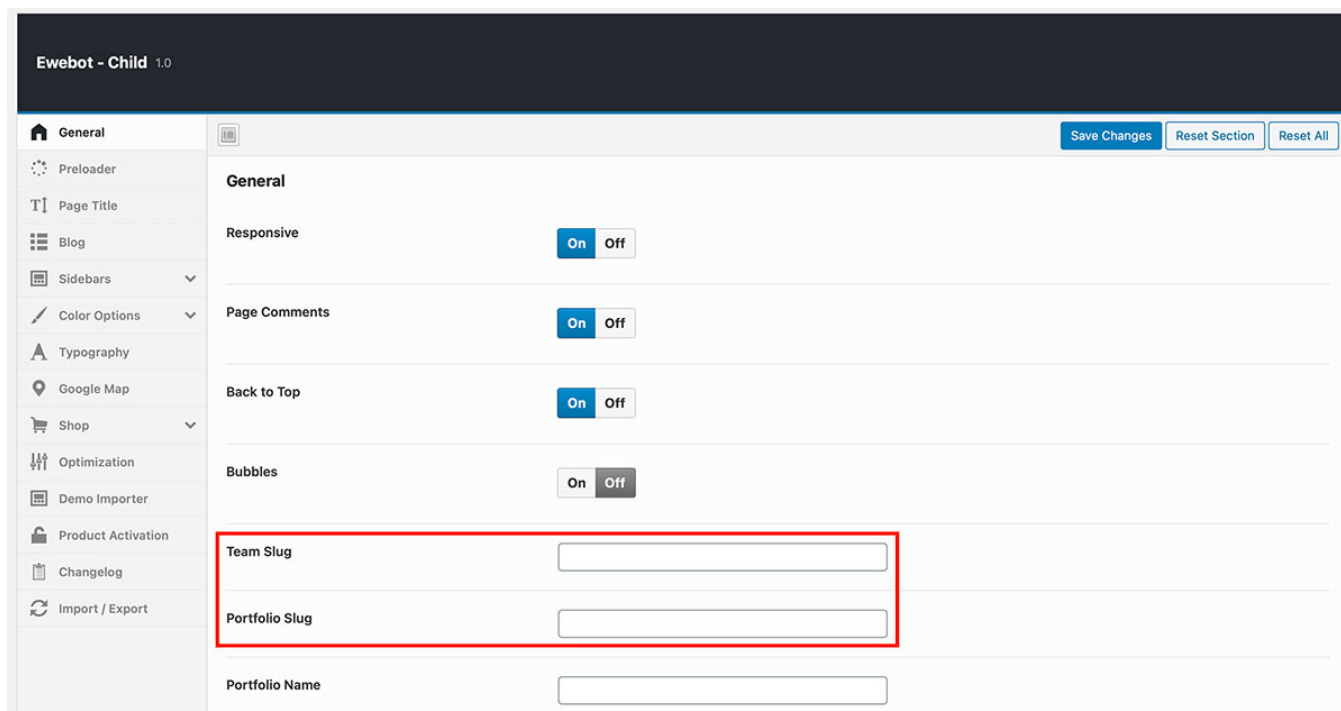 Ewebot - Child 1.0
General
Preloader
Page Title
Blog
Sidebars
Color Options
Typography
Google Map
Shop
Optimization
Demo Importer
Product Activation
Changelog
Import / Export
Save Changes Reset Section Reset All
General
Responsive On Off
Page Comments On Off
Back to Top On Off
Bubbles On Off
Team Slug
Portfolio Slug
Portfolio Name